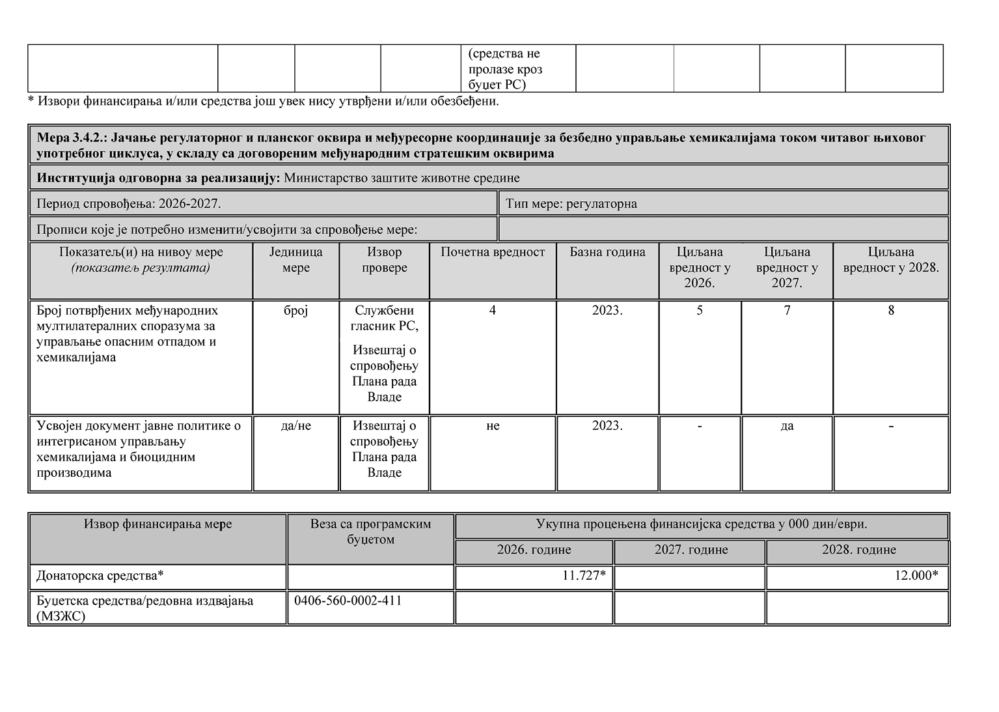 (средства не
пролазе кроз
буџет РС)
* Извори финансирања и/или средства још увек нису утврђени и/или обезбеђени.
Мера 3.4.2.: Јачање регулаторног и планског оквира и међуресорне координације за безбедно управљање хемикалијама током читавог њиховог
употребног циклуса, у складу са договореним међународним стратешким оквирима
Институција одговорна за реализацију: Министарство заштите животне средине
Период спровођења: 2026-2027.
Тип мере: регулаторна
Прописи које је потребно изменити/усвојити за спровођење мере:
Показатељ(и) на нивоу мере
(показатељ резултата)
Јединица
мере
Извор
провере
Почетна вредност
Базна година
Циљана
вредност у
2026.
Циљана
вредност у
2027.
Циљана
вредност у 2028.
Број потврђених међународних
мултилатералних споразума за
управљање опасним отпадом и
хемикалијама
број
Службени
гласник РС,
Извештај о
спровођењу
Плана рада
Владе
4
2023.
5
7
8
Усвојен документ јавне политике о
интегрисаном управљању
хемикалијама и биоцидним
производима
да/не
Извештај о
спровођењу
Плана рада
Владе
не
2023.
-
да
-
Извор финансирања мере
Веза са програмским
буџетом
Укупна процењена финансијска средства у 000 дин/еври.
2026. године
2027. године
2028. године
Донаторска средства*
11.727*
12.000*
Буџетска средства/редовна издвајања
(МЗЖС)
0406-560-0002-411